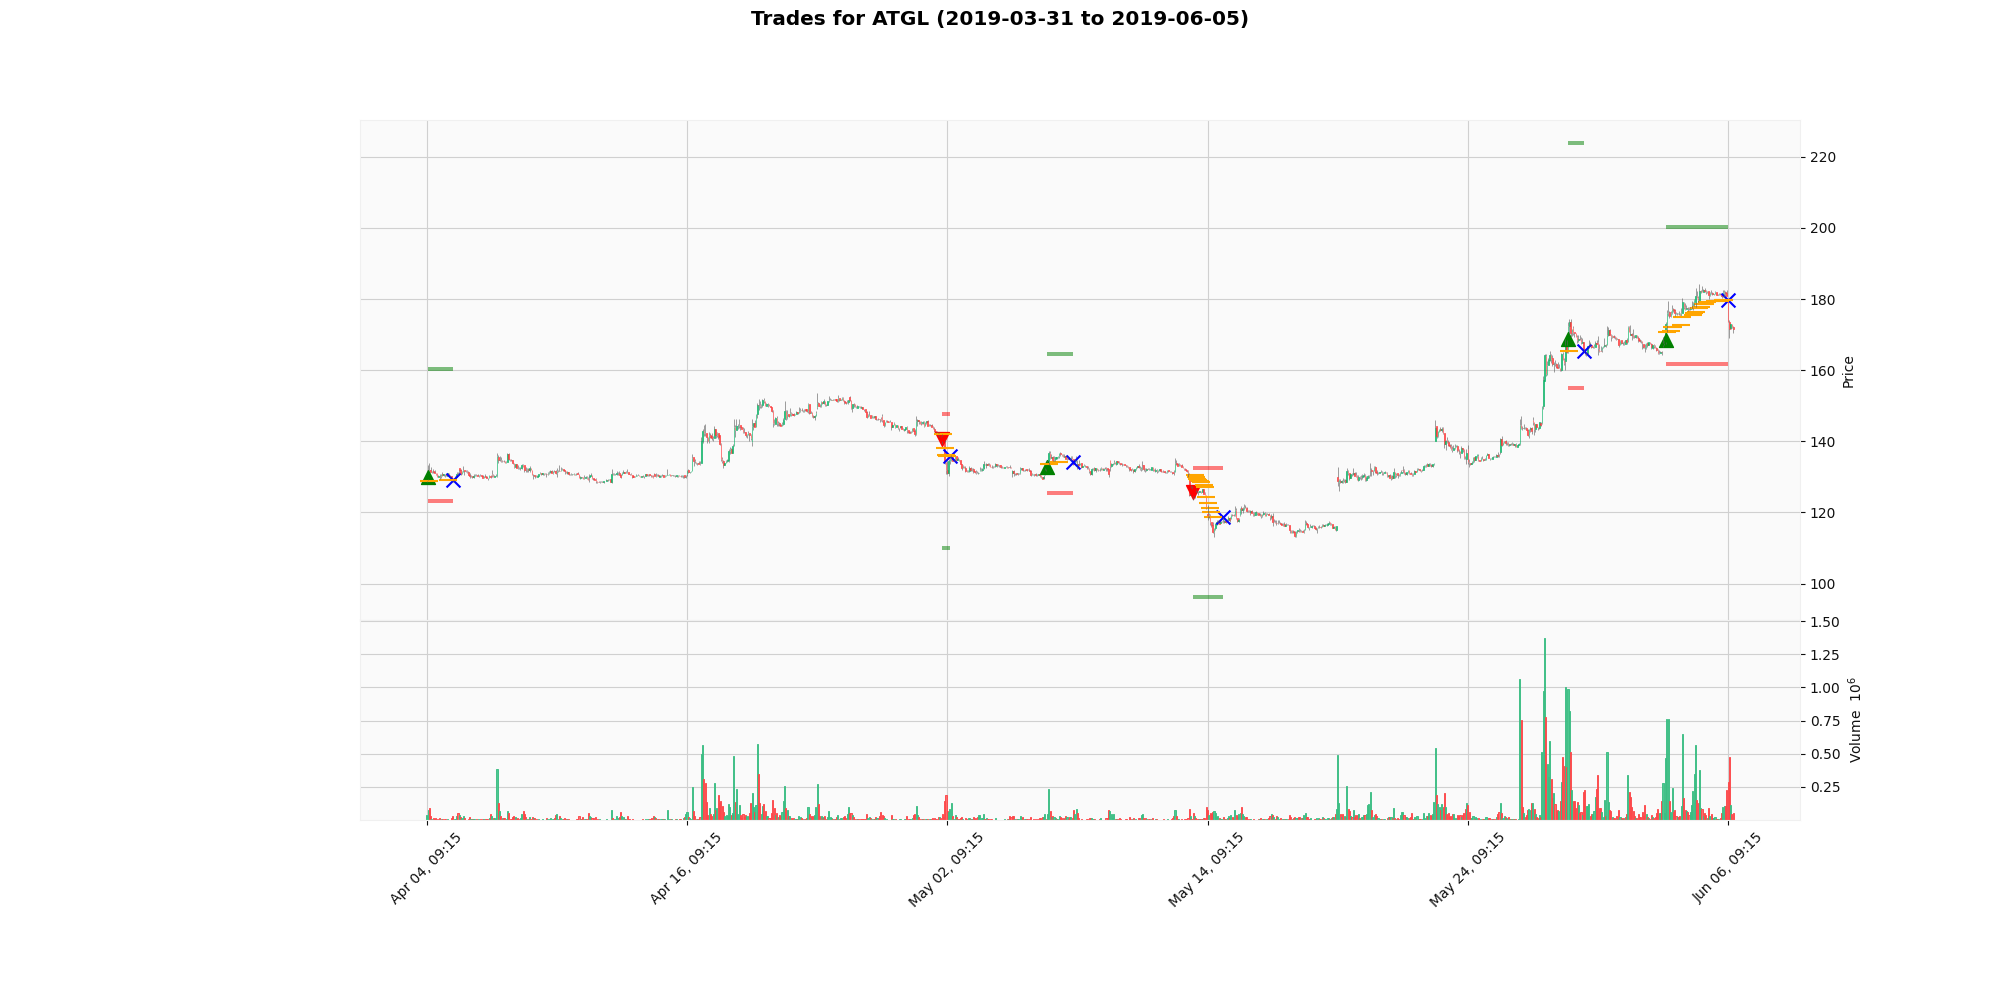 Trades for ATGL (2019-03-31 to 2019-06-05)
220
200
180
160
140
120
100
Price
1.50
1.25
1.00
0.75
0.50
0.25
Volume 10^6
Apr 04, 09:15
Apr 16, 09:15
May 02, 09:15
May 14, 09:15
May 24, 09:15
Jun 06, 09:15